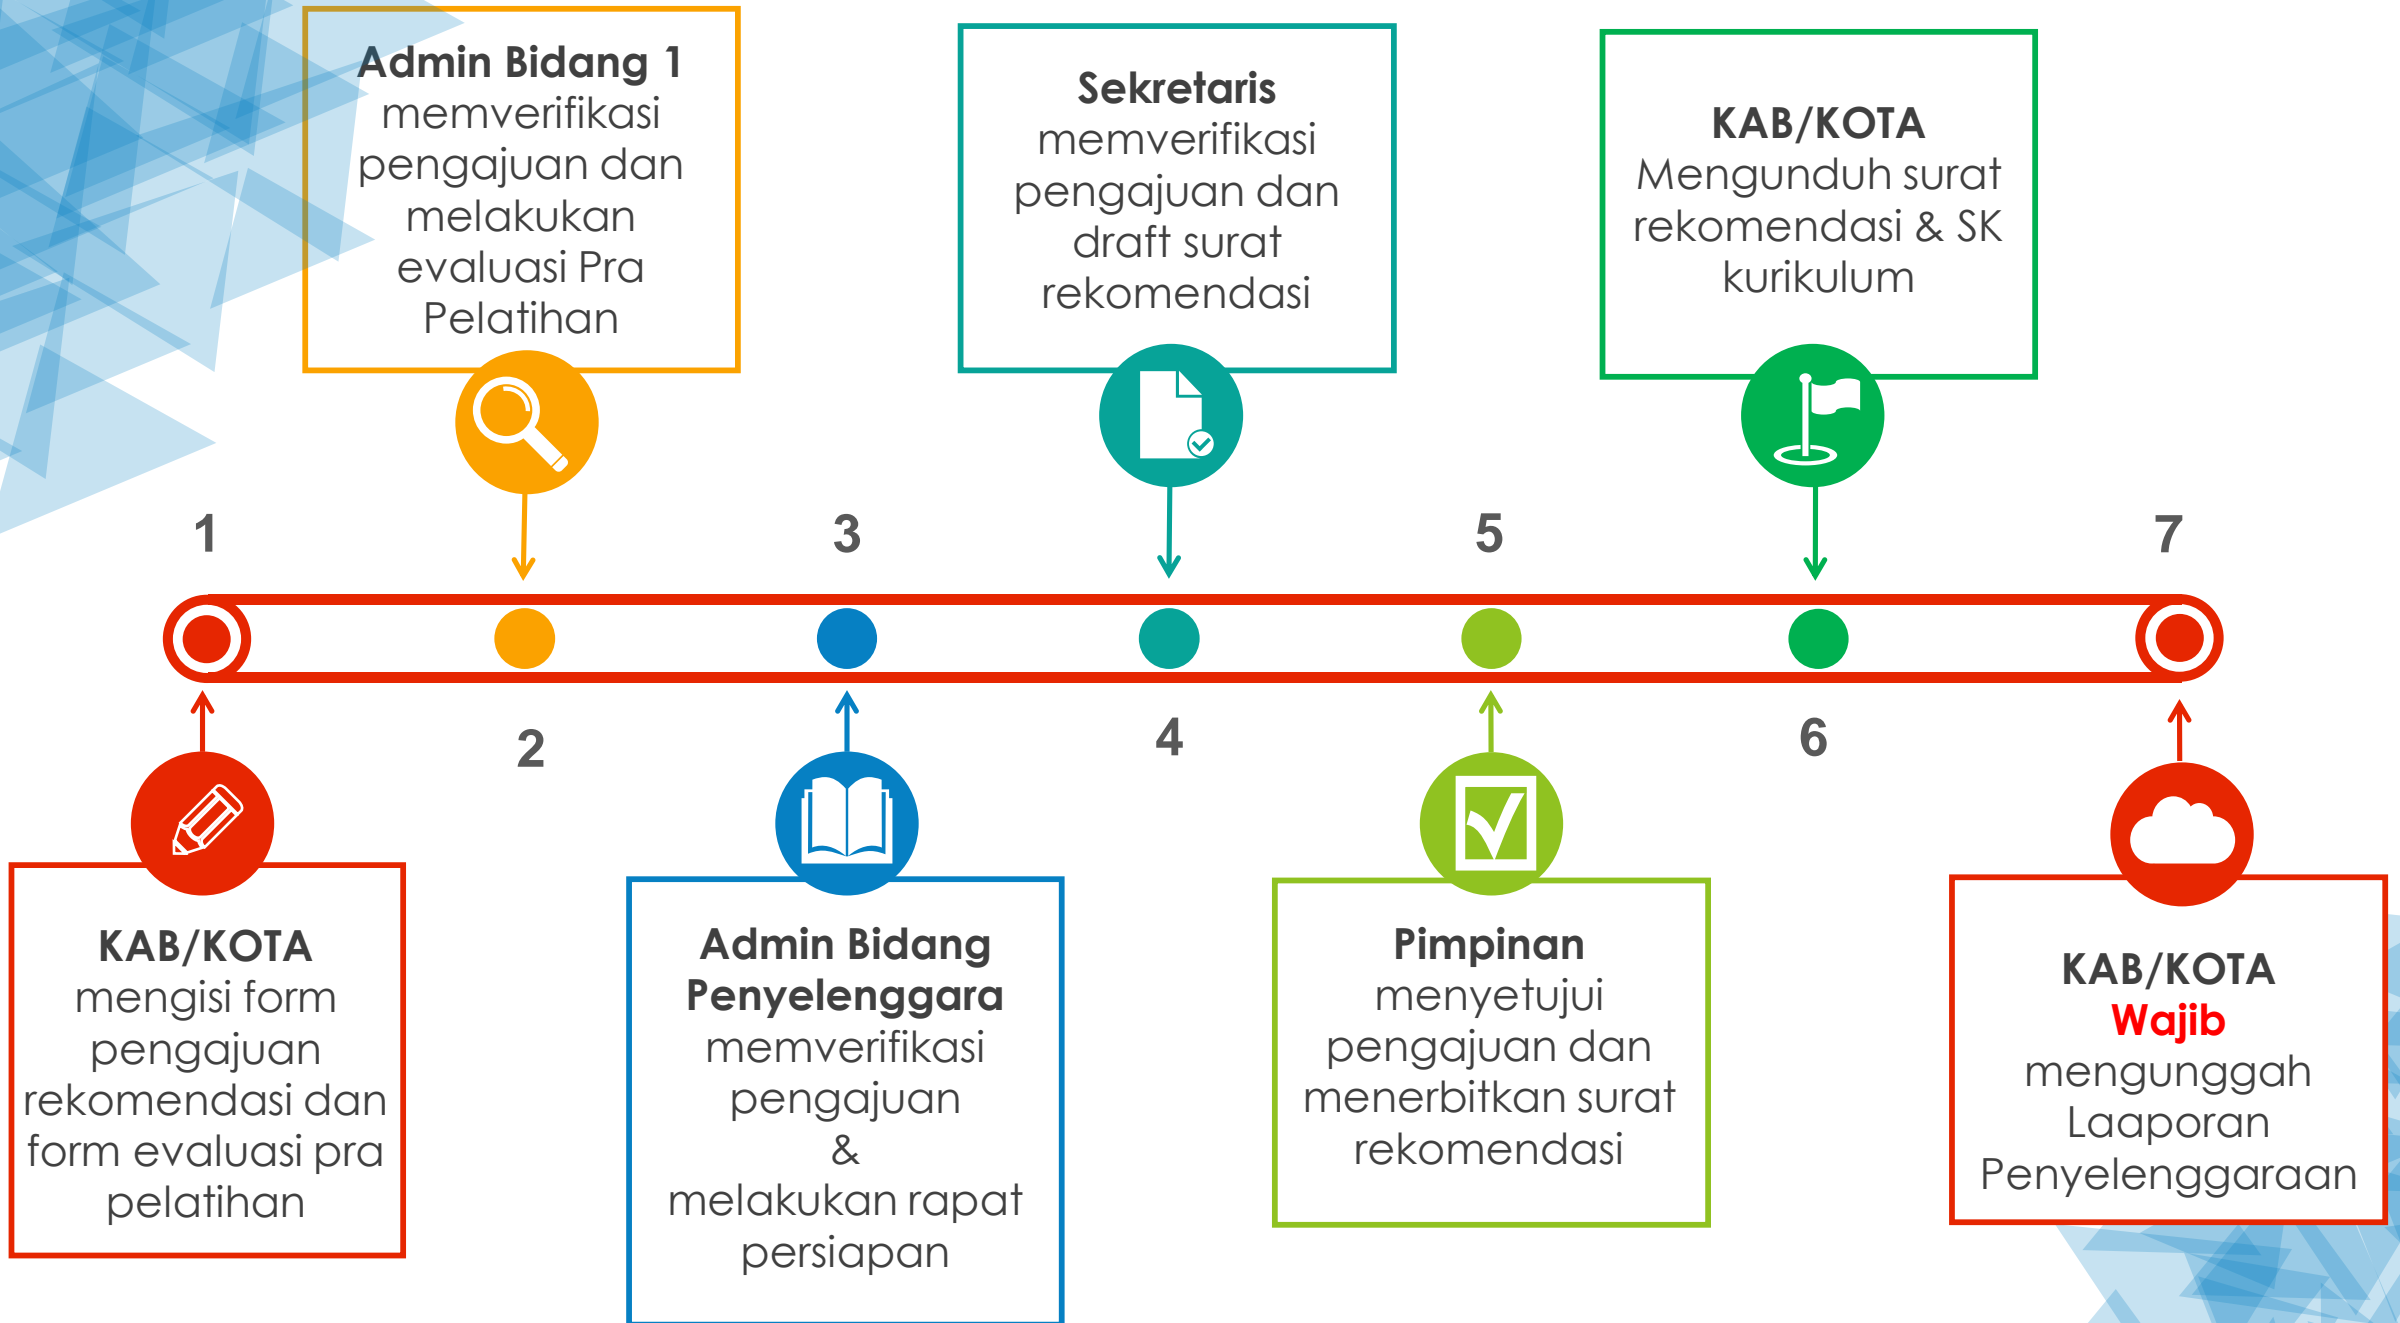 1
KAB/KOTA
mengisi form
pengajuan
rekomendasi dan
form evaluasi pra
pelatihan
2
Admin Bidang 1
memverifikasi
pengajuan dan
melakukan
evaluasi Pra
Pelatihan
3
Admin Bidang
Penyelenggara
memverifikasi
pengajuan
&
melakukan rapat
persiapan
4
Sekretaris
memverifikasi
pengajuan dan
draft surat
rekomendasi
5
Pimpinan
menyetujui
pengajuan dan
menerbitkan surat
rekomendasi
6
KAB/KOTA
Mengunduh surat
rekomendasi & SK
kurikulum
7
KAB/KOTA
Wajib
mengunggah
Laaporan
Penyelenggaraan